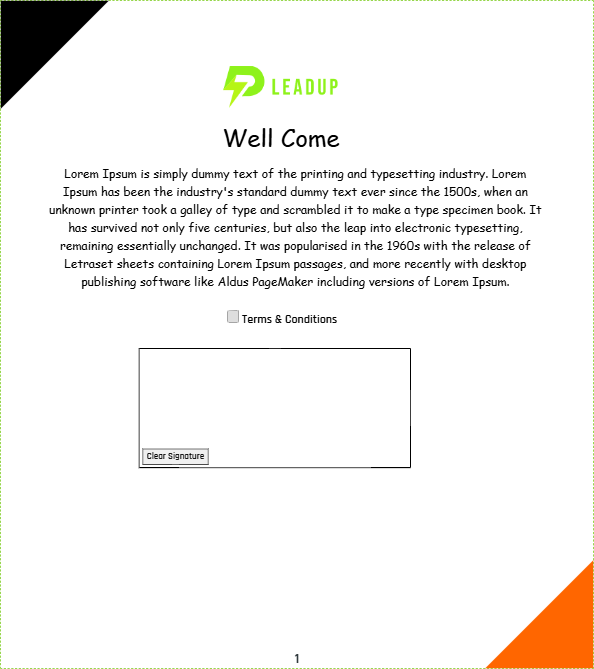 LEADUP
Well Come
Lorem Ipsum is simply dummy text of the printing and typesetting industry. Lorem
Ipsum has been the industry's standard dummy text ever since the 1500s, when an
unknown printer took a galley of type and scrambled it to make a type specimen book. It
has survived not only five centuries, but also the leap into electronic typesetting,
remaining essentially unchanged. It was popularised in the 1960s with the release of
Letraset sheets containing Lorem Ipsum passages, and more recently with desktop
publishing software like Aldus PageMaker including versions of Lorem Ipsum.
Terms & Conditions
Clear Signature
1